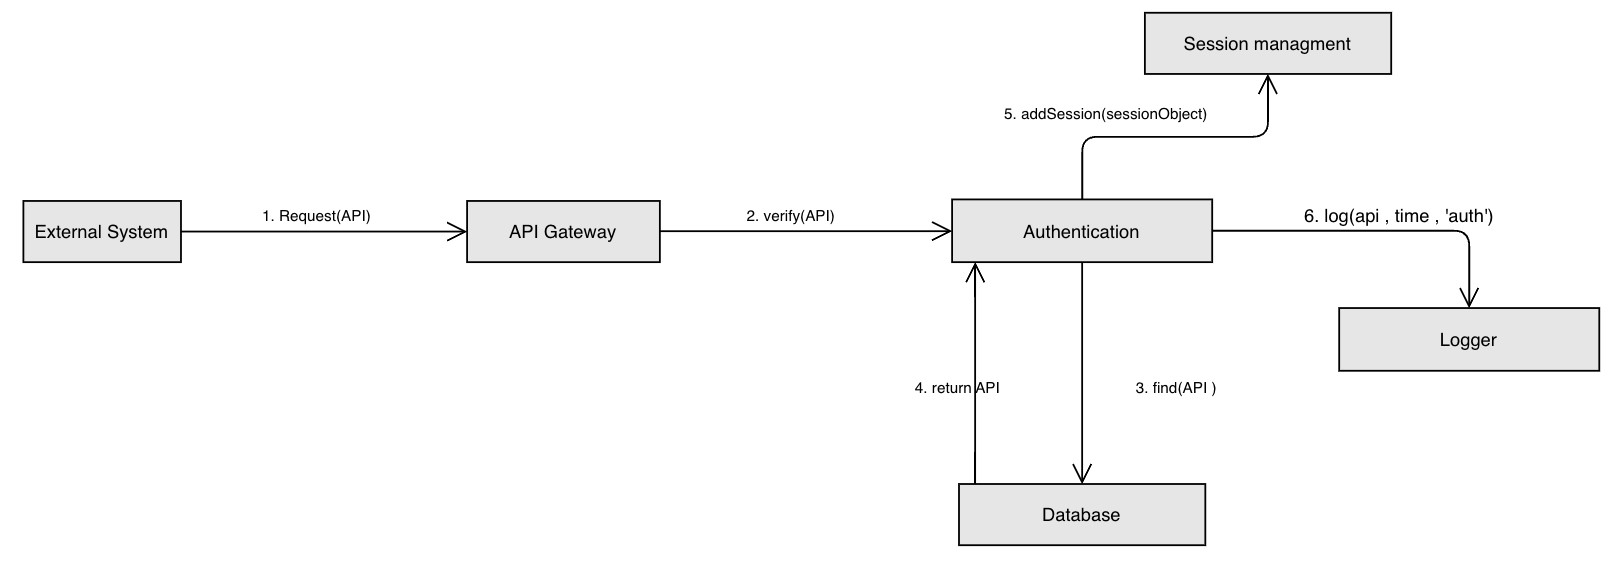 Session managment
5. addSession(sessionObject)
External System
1. Request(API)
API Gateway
2. verify(API)
Authentication
6. log(api , time , 'auth')
Logger
4. return API
3. find(API )
Database